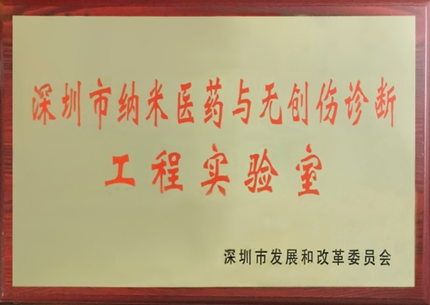 深圳市纳米医药与无创伤诊断
工程实验室
深圳市发展和改革委员会